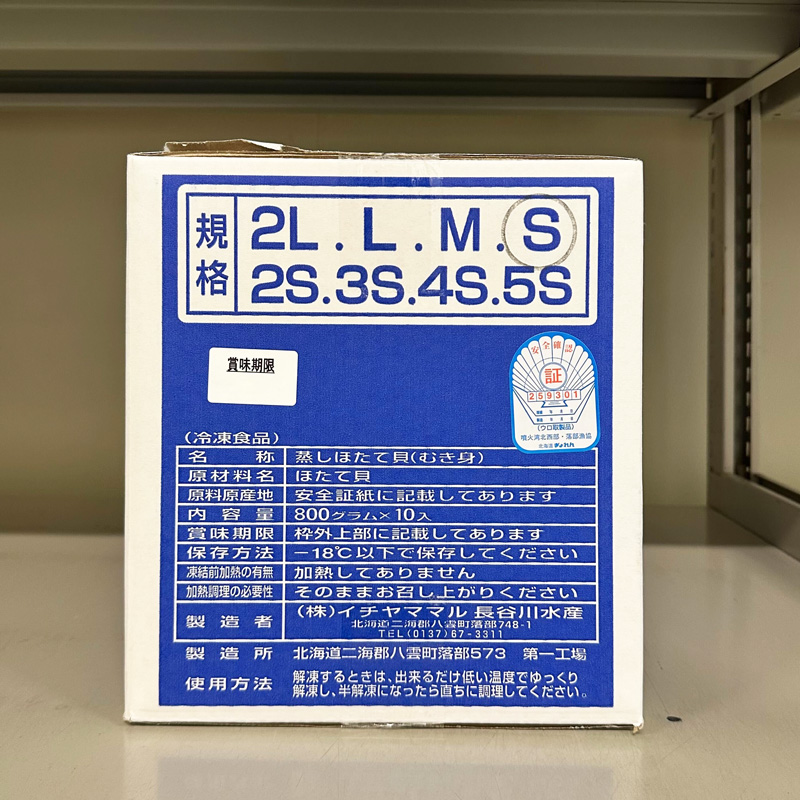 規格
2L.L.M.S
2S.3S.4S.5S
賞味期限
安全確認
証
259301
(ウロ取製品)
噴火湾北西部・落部漁協
北海道 ぎょれん
(冷凍食品)
名称 蒸しほたて貝(むき身)
原材料名 ほたて貝
原料原産地 安全証紙に記載してあります
内容量 800グラム×10入
賞味期限 枠外上部に記載してあります
保存方法 −18℃以下で保存してください
凍結前加熱の有無 加熱してありません
加熱調理の必要性 そのままお召し上がりください
製造者 (株)イチヤママル長谷川水産
北海道二海郡八雲町落部748-1
TEL(0137)67-3311
製造所 北海道二海郡八雲町落部573 第一工場
使用方法 解凍するときは、出来るだけ低い温度でゆっくり
解凍し、半解凍になったら直ちに調理してください。